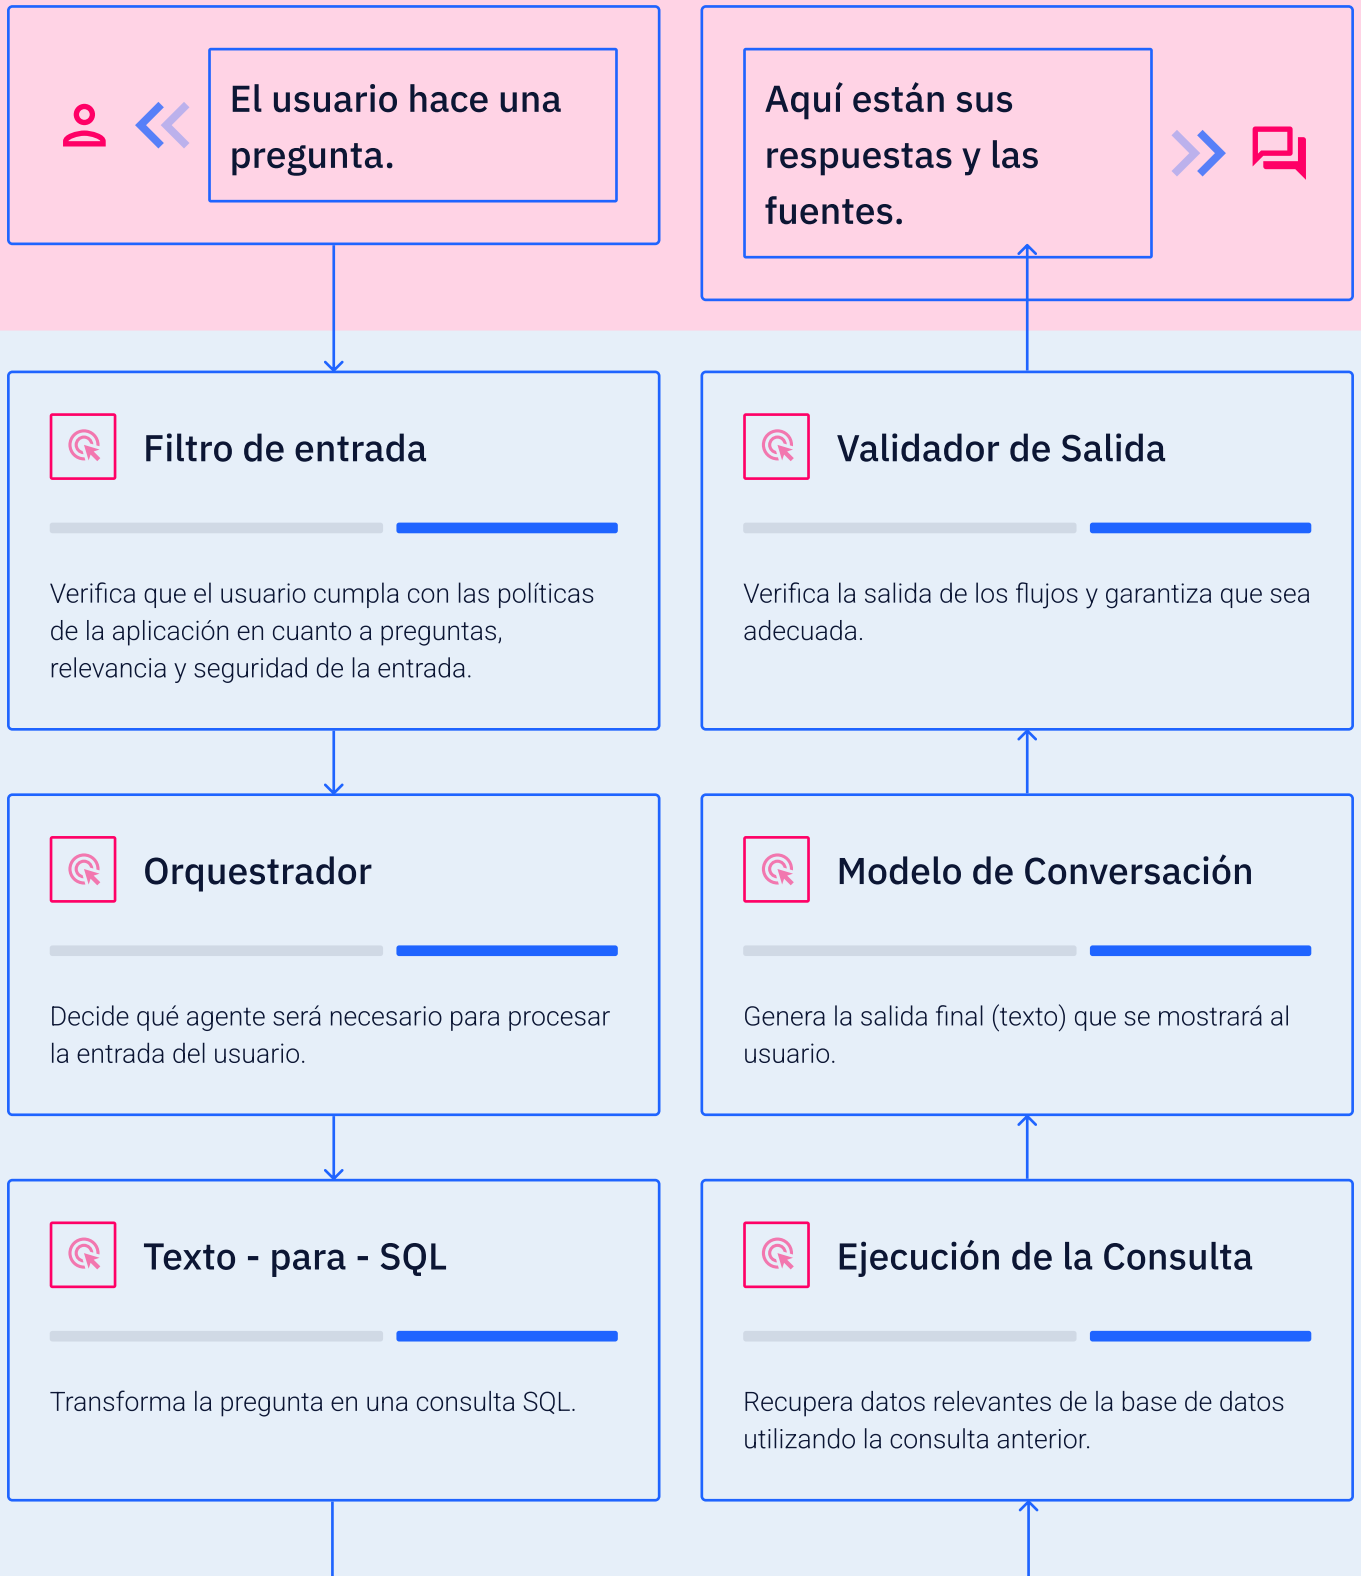 El usuario hace una
pregunta.
Aquí están sus
respuestas y las
fuentes.
Filtro de entrada
Verifica que el usuario cumpla con las políticas
de la aplicación en cuanto a preguntas,
relevancia y seguridad de la entrada.
Validador de Salida
Verifica la salida de los flujos y garantiza que sea
adecuada.
Orquestrador
Decide qué agente será necesario para procesar
la entrada del usuario.
Modelo de Conversación
Genera la salida final (texto) que se mostrará al
usuario.
Texto - para - SQL
Transforma la pregunta en una consulta SQL.
Ejecución de la Consulta
Recupera datos relevantes de la base de datos
utilizando la consulta anterior.